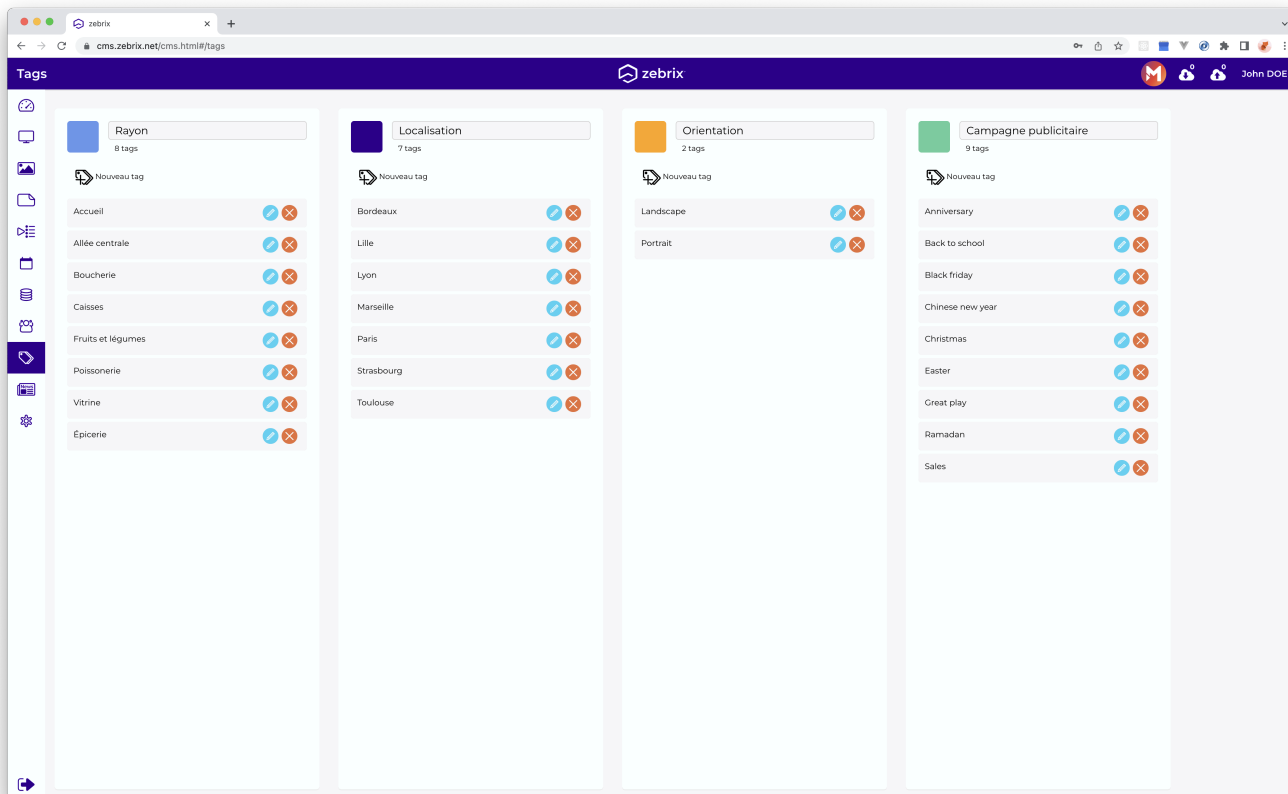 zebrix
cms.zebrix.net/cms.html#/tags
Tags
zebrix
0
0
John DOE
Rayon
8 tags
Nouveau tag
Accueil
Allée centrale
Boucherie
Caisses
Fruits et légumes
Poissonerie
Vitrine
Épicerie
Localisation
7 tags
Nouveau tag
Bordeaux
Lille
Lyon
Marseille
Paris
Strasbourg
Toulouse
Orientation
2 tags
Nouveau tag
Landscape
Portrait
Campagne publicitaire
9 tags
Nouveau tag
Anniversary
Back to school
Black friday
Chinese new year
Christmas
Easter
Great play
Ramadan
Sales